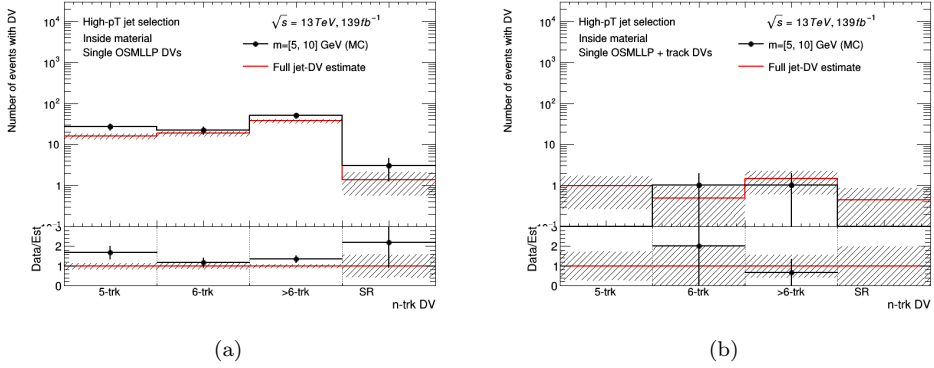 Number of events with DV
10⁴
10³
10²
10
1
High-pT jet selection
Inside material
Single OSMLLP DVs
√s = 13 TeV, 139 fb⁻¹
m=[5, 10] GeV (MC)
Full jet-DV estimate
Data/Est
3
2
1
0
5-trk
6-trk
>6-trk
SR
n-trk DV
(a)
Number of events with DV
10⁴
10³
10²
10
1
High-pT jet selection
Inside material
Single OSMLLP + track DVs
√s = 13 TeV, 139 fb⁻¹
m=[5, 10] GeV (MC)
Full jet-DV estimate
Data/Est
3
2
1
0
5-trk
6-trk
>6-trk
SR
n-trk DV
(b)